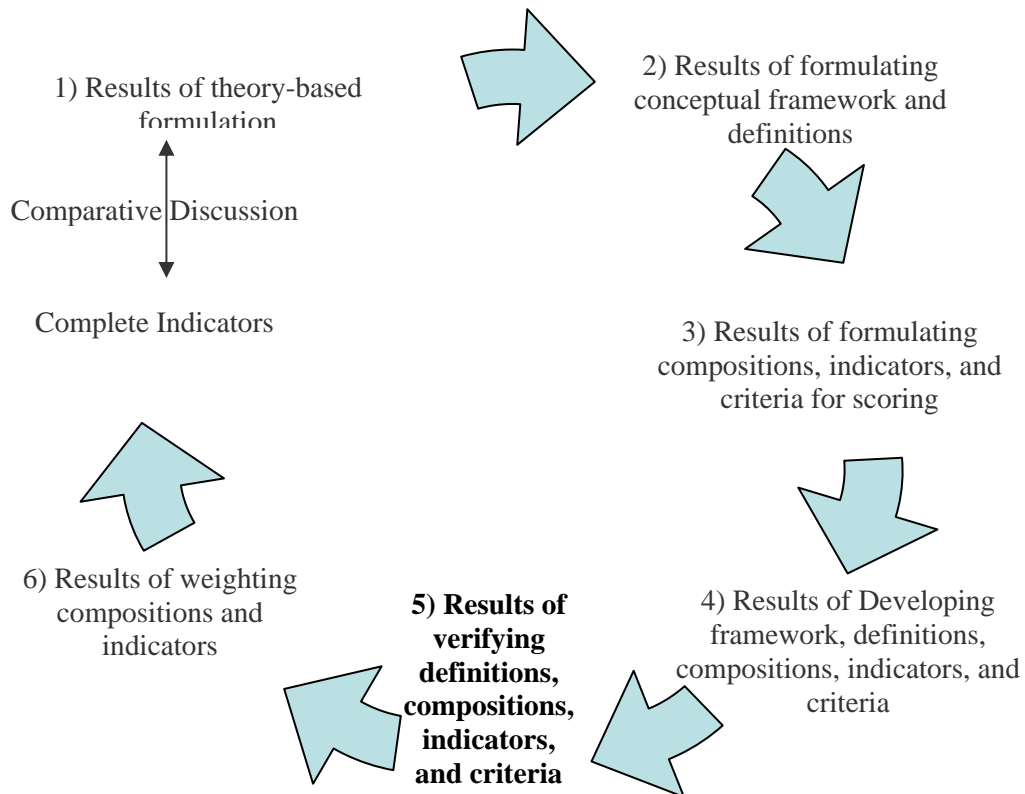 1) Results of theory-based
formulation
Comparative Discussion
Complete Indicators
2) Results of formulating
conceptual framework and
definitions
3) Results of formulating
compositions, indicators, and
criteria for scoring
4) Results of Developing
framework, definitions,
compositions, indicators, and
criteria
5) Results of
verifying
definitions,
compositions,
indicators,
and criteria
6) Results of weighting
compositions and
indicators